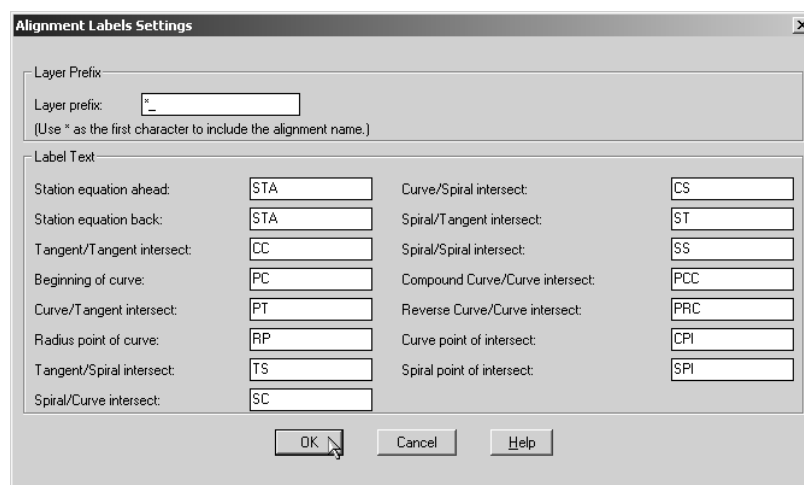 Alignment Labels Settings
Layer Prefix
Layer prefix: *_
(Use * as the first character to include the alignment name.)
Label Text
Station equation ahead: STA
Station equation back: STA
Tangent/Tangent intersect: CC
Beginning of curve: PC
Curve/Tangent intersect: PT
Radius point of curve: RP
Tangent/Spiral intersect: TS
Spiral/Curve intersect: SC
Curve/Spiral intersect: CS
Spiral/Tangent intersect: ST
Spiral/Spiral intersect: SS
Compound Curve/Curve intersect: PCC
Reverse Curve/Curve intersect: PRC
Curve point of intersect: CPI
Spiral point of intersect: SPI
OK Cancel Help